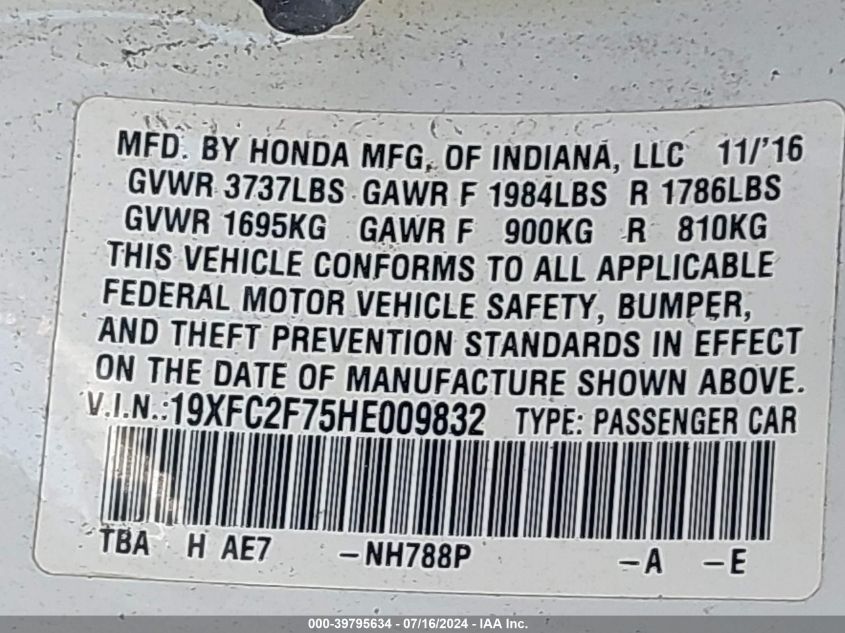 MFD. BY HONDA MFG. OF INDIANA, LLC 11/'16
GVWR 3737LBS GAWR F 1984LBS R 1786LBS
GVWR 1695KG GAWR F 900KG R 810KG
THIS VEHICLE CONFORMS TO ALL APPLICABLE
FEDERAL MOTOR VEHICLE SAFETY, BUMPER,
AND THEFT PREVENTION STANDARDS IN EFFECT
ON THE DATE OF MANUFACTURE SHOWN ABOVE.
V.I.N.:19XFC2F75HE009832 TYPE: PASSENGER CAR
TBA H AE7 -NH788P -A -E
000-39795634 - 07/16/2024 - IAA Inc.